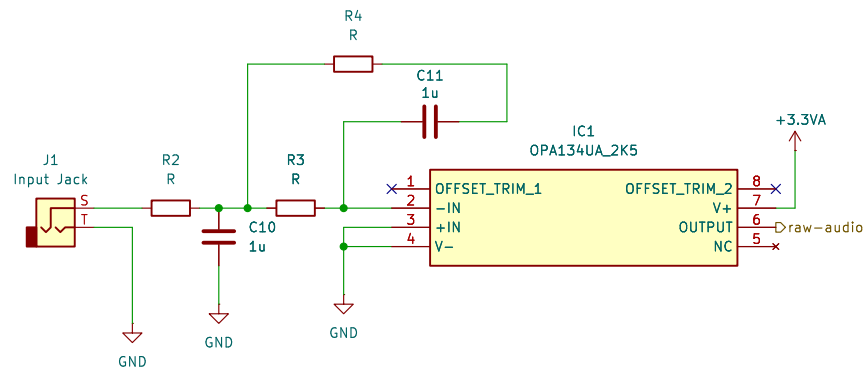 R4
R
C11
1u
+3.3VA
IC1
OPA134UA_2K5
J1
Input Jack
R2
R
R3
R
S
T
C10
1u
1 OFFSET_TRIM_1 OFFSET_TRIM_2 8
2 -IN V+ 7
3 +IN OUTPUT 6 raw-audio
4 V- NC 5
GND
GND
GND